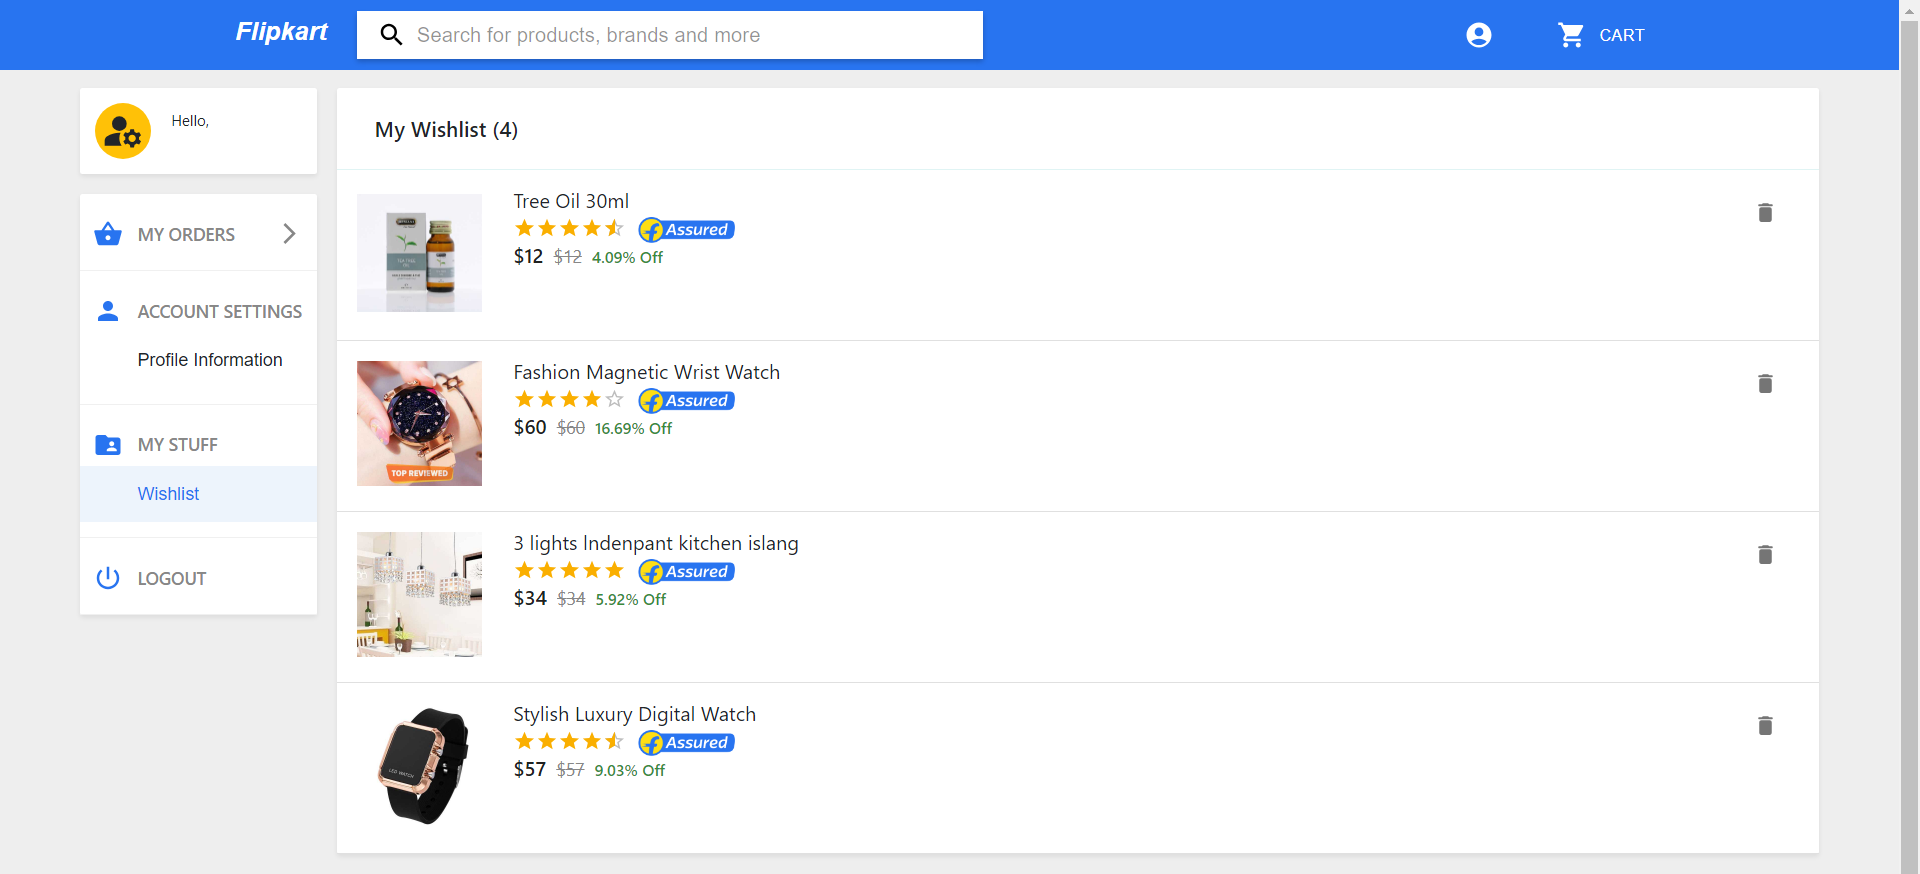 Flipkart
Search for products, brands and more
CART
Hello,
MY ORDERS
ACCOUNT SETTINGS
Profile Information
MY STUFF
Wishlist
LOGOUT
My Wishlist (4)
Tree Oil 30ml
Assured
$12 $12 4.09% Off
Fashion Magnetic Wrist Watch
Assured
$60 $60 16.69% Off
TOP REVIEWED
3 lights lndenpant kitchen islang
Assured
$34 $34 5.92% Off
Stylish Luxury Digital Watch
Assured
$57 $57 9.03% Off
LED WATCH